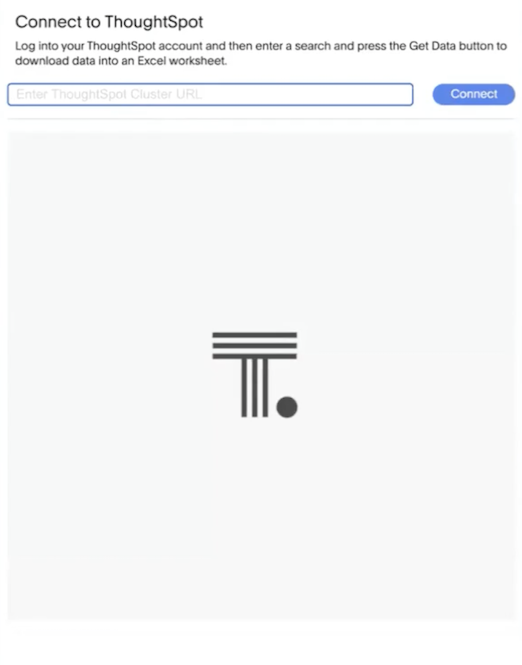 Connect to ThoughtSpot
Log into your ThoughtSpot account and then enter a search and press the Get Data button to
download data into an Excel worksheet.
Enter ThoughtSpot Cluster URL
Connect
T.